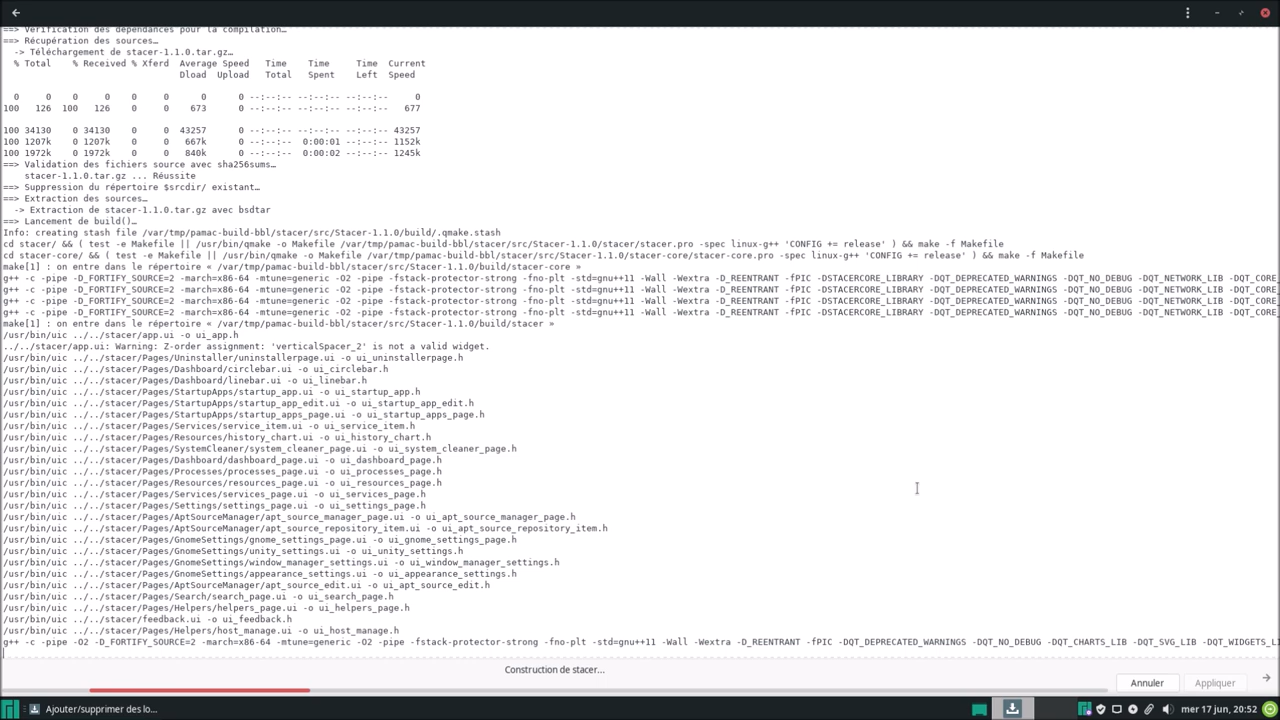 ==> Vérification des dépendances pour la compilation…
==> Récupération des sources…
  -> Téléchargement de stacer-1.1.0.tar.gz…
  % Total    % Received % Xferd  Average Speed   Time    Time     Time  Current
                                 Dload  Upload   Total   Spent    Left  Speed
  0     0    0     0    0     0      0      0 --:--:-- --:--:-- --:--:--     0
100   126  100   126    0     0    673      0 --:--:-- --:--:-- --:--:--   677
100 34130    0 34130    0     0  43257      0 --:--:-- --:--:-- --:--:-- 43257
100 1207k    0 1207k    0     0   667k      0 --:--:--  0:00:01 --:--:-- 1152k
100 1972k    0 1972k    0     0   840k      0 --:--:--  0:00:02 --:--:-- 1245k
==> Validation des fichiers source avec sha256sums…
    stacer-1.1.0.tar.gz ... Réussite
==> Suppression du répertoire $srcdir/ existant…
==> Extraction des sources…
  -> Extraction de stacer-1.1.0.tar.gz avec bsdtar
==> Lancement de build()…
Info: creating stash file /var/tmp/pamac-build-bbl/stacer/src/Stacer-1.1.0/build/.qmake.stash
cd stacer/ && ( test -e Makefile || /usr/bin/qmake -o Makefile /var/tmp/pamac-build-bbl/stacer/src/Stacer-1.1.0/stacer/stacer.pro -spec linux-g++ 'CONFIG += release' ) && make -f Makefile
cd stacer-core/ && ( test -e Makefile || /usr/bin/qmake -o Makefile /var/tmp/pamac-build-bbl/stacer/src/Stacer-1.1.0/stacer-core/stacer-core.pro -spec linux-g++ 'CONFIG += release' ) && make -f Makefile
make[1] : on entre dans le répertoire « /var/tmp/pamac-build-bbl/stacer/src/Stacer-1.1.0/build/stacer-core »
g++ -c -pipe -D_FORTIFY_SOURCE=2 -march=x86-64 -mtune=generic -O2 -pipe -fstack-protector-strong -fno-plt -std=gnu++11 -Wall -Wextra -D_REENTRANT -fPIC -DSTACERCORE_LIBRARY -DQT_DEPRECATED_WARNINGS -DQT_NO_DEBUG -DQT_NETWORK_LIB -DQT_CORE_
g++ -c -pipe -D_FORTIFY_SOURCE=2 -march=x86-64 -mtune=generic -O2 -pipe -fstack-protector-strong -fno-plt -std=gnu++11 -Wall -Wextra -D_REENTRANT -fPIC -DSTACERCORE_LIBRARY -DQT_DEPRECATED_WARNINGS -DQT_NO_DEBUG -DQT_NETWORK_LIB -DQT_CORE_
g++ -c -pipe -D_FORTIFY_SOURCE=2 -march=x86-64 -mtune=generic -O2 -pipe -fstack-protector-strong -fno-plt -std=gnu++11 -Wall -Wextra -D_REENTRANT -fPIC -DSTACERCORE_LIBRARY -DQT_DEPRECATED_WARNINGS -DQT_NO_DEBUG -DQT_NETWORK_LIB -DQT_CORE_
g++ -c -pipe -D_FORTIFY_SOURCE=2 -march=x86-64 -mtune=generic -O2 -pipe -fstack-protector-strong -fno-plt -std=gnu++11 -Wall -Wextra -D_REENTRANT -fPIC -DSTACERCORE_LIBRARY -DQT_DEPRECATED_WARNINGS -DQT_NO_DEBUG -DQT_NETWORK_LIB -DQT_CORE_
make[1] : on entre dans le répertoire « /var/tmp/pamac-build-bbl/stacer/src/Stacer-1.1.0/build/stacer »
/usr/bin/uic ../../stacer/app.ui -o ui_app.h
../../stacer/app.ui: Warning: Z-order assignment: 'verticalSpacer_2' is not a valid widget.
/usr/bin/uic ../../stacer/Pages/Uninstaller/uninstallerpage.ui -o ui_uninstallerpage.h
/usr/bin/uic ../../stacer/Pages/Dashboard/circlebar.ui -o ui_circlebar.h
/usr/bin/uic ../../stacer/Pages/Dashboard/linebar.ui -o ui_linebar.h
/usr/bin/uic ../../stacer/Pages/StartupApps/startup_app.ui -o ui_startup_app.h
/usr/bin/uic ../../stacer/Pages/StartupApps/startup_app_edit.ui -o ui_startup_app_edit.h
/usr/bin/uic ../../stacer/Pages/StartupApps/startup_apps_page.ui -o ui_startup_apps_page.h
/usr/bin/uic ../../stacer/Pages/Services/service_item.ui -o ui_service_item.h
/usr/bin/uic ../../stacer/Pages/Resources/history_chart.ui -o ui_history_chart.h
/usr/bin/uic ../../stacer/Pages/SystemCleaner/system_cleaner_page.ui -o ui_system_cleaner_page.h
/usr/bin/uic ../../stacer/Pages/Dashboard/dashboard_page.ui -o ui_dashboard_page.h
/usr/bin/uic ../../stacer/Pages/Processes/processes_page.ui -o ui_processes_page.h
/usr/bin/uic ../../stacer/Pages/Resources/resources_page.ui -o ui_resources_page.h
/usr/bin/uic ../../stacer/Pages/Services/services_page.ui -o ui_services_page.h
/usr/bin/uic ../../stacer/Pages/Settings/settings_page.ui -o ui_settings_page.h
/usr/bin/uic ../../stacer/Pages/AptSourceManager/apt_source_manager_page.ui -o ui_apt_source_manager_page.h
/usr/bin/uic ../../stacer/Pages/AptSourceManager/apt_source_repository_item.ui -o ui_apt_source_repository_item.h
/usr/bin/uic ../../stacer/Pages/GnomeSettings/gnome_settings_page.ui -o ui_gnome_settings_page.h
/usr/bin/uic ../../stacer/Pages/GnomeSettings/unity_settings.ui -o ui_unity_settings.h
/usr/bin/uic ../../stacer/Pages/GnomeSettings/window_manager_settings.ui -o ui_window_manager_settings.h
/usr/bin/uic ../../stacer/Pages/GnomeSettings/appearance_settings.ui -o ui_appearance_settings.h
/usr/bin/uic ../../stacer/Pages/AptSourceManager/apt_source_edit.ui -o ui_apt_source_edit.h
/usr/bin/uic ../../stacer/Pages/Search/search_page.ui -o ui_search_page.h
/usr/bin/uic ../../stacer/Pages/Helpers/helpers_page.ui -o ui_helpers_page.h
/usr/bin/uic ../../stacer/feedback.ui -o ui_feedback.h
/usr/bin/uic ../../stacer/Pages/Helpers/host_manage.ui -o ui_host_manage.h
g++ -c -pipe -O2 -D_FORTIFY_SOURCE=2 -march=x86-64 -mtune=generic -O2 -pipe -fstack-protector-strong -fno-plt -std=gnu++11 -Wall -Wextra -D_REENTRANT -fPIC -DQT_DEPRECATED_WARNINGS -DQT_NO_DEBUG -DQT_CHARTS_LIB -DQT_SVG_LIB -DQT_WIDGETS_LI
Construction de stacer...
Annuler
Appliquer
Ajouter/supprimer des lo...
mer 17 jun, 20:52